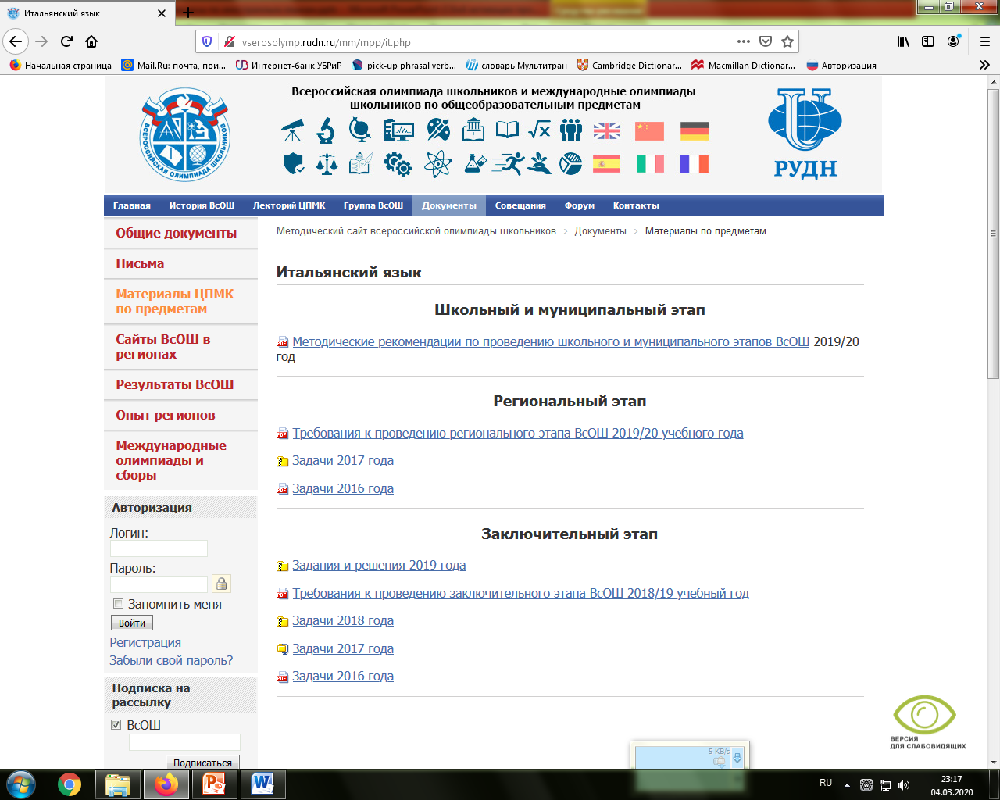 Итальянский язык
vserosolymp.rudn.ru/mm/mpp/it.php
Начальная страница
Mail.Ru: почта, пои...
Интернет-банк УБРиР
pick-up phrasal verb...
словарь Мультитран
Cambridge Dictionar...
Macmillan Dictionar...
Авторизация
ВСЕРОССИЙСКАЯ ОЛИМПИАДА ШКОЛЬНИКОВ
Всероссийская олимпиада школьников и международные олимпиады
школьников по общеобразовательным предметам
РУДН
Главная История ВсОШ Лекторий ЦПМК Группа ВсОШ Документы Совещания Форум Контакты
Общие документы
Письма
Материалы ЦПМК
по предметам
Сайты ВсОШ в
регионах
Результаты ВсОШ
Опыт регионов
Международные
олимпиады и
сборы
Авторизация
Логин:
Пароль:
Запомнить меня
Войти
Регистрация
Забыли свой пароль?
Подписка на
рассылку
ВсОШ
Подписаться
Методический сайт всероссийской олимпиады школьников > Документы > Материалы по предметам
Итальянский язык
Школьный и муниципальный этап
Методические рекомендации по проведению школьного и муниципального этапов ВсОШ 2019/20
год
Региональный этап
Требования к проведению регионального этапа ВсОШ 2019/20 учебного года
Задачи 2017 года
Задачи 2016 года
Заключительный этап
Задания и решения 2019 года
Требования к проведению заключительного этапа ВсОШ 2018/19 учебный год
Задачи 2018 года
Задачи 2017 года
Задачи 2016 года
ВЕРСИЯ
ДЛЯ СЛАБОВИДЯЩИХ
5 KB/s
RU
23:17
04.03.2020